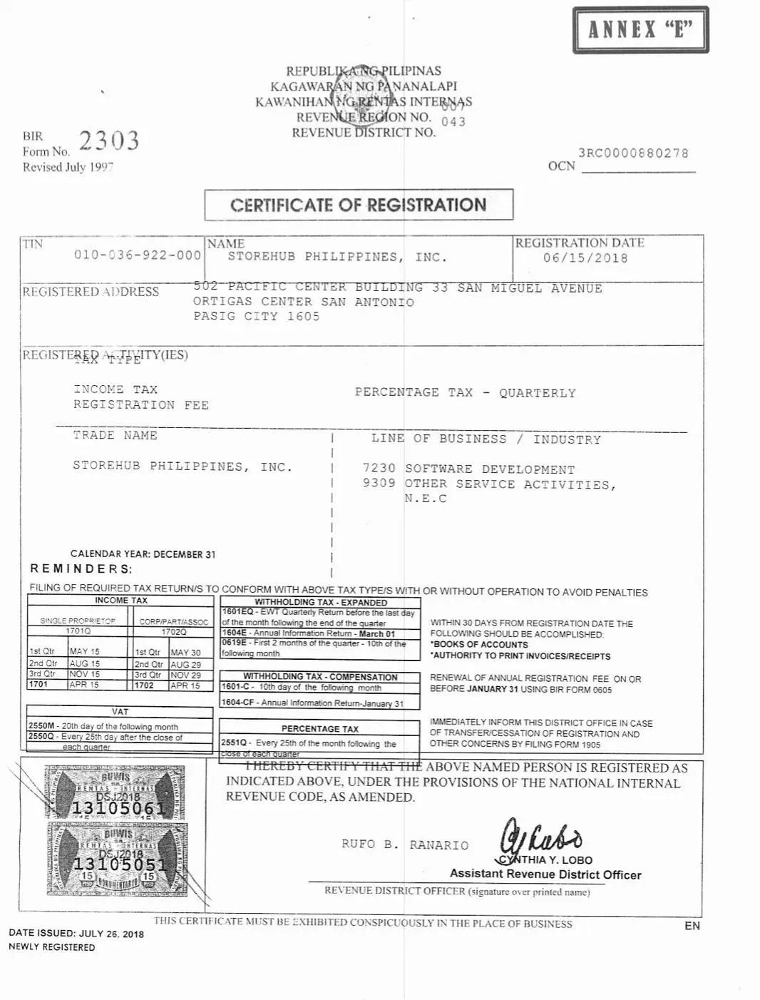 ANNEX “E”
REPUBLIKA NG PILIPINAS
KAGAWARAN NG PANANALAPI
KAWANIHAN NG RENTAS INTERNAS
REVENUE REGION NO. 007
REVENUE DISTRICT NO. 043
BIR
Form No. 2303
Revised July 1997
3RC0000880278
OCN
CERTIFICATE OF REGISTRATION
TIN
010-036-922-000
NAME
STOREHUB PHILIPPINES, INC.
REGISTRATION DATE
06/15/2018
REGISTERED ADDRESS
502 PACIFIC CENTER BUILDING 33 SAN MIGUEL AVENUE
ORTIGAS CENTER SAN ANTONIO
PASIG CITY 1605
REGISTERED ACTIVITY(IES)
TAX TYPE
INCOME TAX
PERCENTAGE TAX - QUARTERLY
REGISTRATION FEE
TRADE NAME
LINE OF BUSINESS / INDUSTRY
STOREHUB PHILIPPINES, INC.
7230 SOFTWARE DEVELOPMENT
9309 OTHER SERVICE ACTIVITIES,
N.E.C
CALENDAR YEAR: DECEMBER 31
REMINDERS:
FILING OF REQUIRED TAX RETURN/S TO CONFORM WITH ABOVE TAX TYPE/S WITH OR WITHOUT OPERATION TO AVOID PENALTIES
INCOME TAX
SINGLE PROPRIETOR CORP/PART/ASSOC
1701Q 1702Q
1st Qtr MAY 15 1st Qtr MAY 30
2nd Qtr AUG 15 2nd Qtr AUG 29
3rd Qtr NOV 15 3rd Qtr NOV 29
1701 APR 15 1702 APR 15
VAT
2550M - 20th day of the following month
2550Q - Every 25th day after the close of
each quarter
WITHHOLDING TAX - EXPANDED
1601EQ - EWT Quarterly Return before the last day
of the month following the end of the quarter
1604E - Annual Information Return - March 01
0619E - First 2 months of the quarter - 10th of the
following month
WITHHOLDING TAX - COMPENSATION
1601-C - 10th day of the following month
1604-CF - Annual Information Return-January 31
PERCENTAGE TAX
2551Q - Every 25th of the month following the
close of each quarter
WITHIN 30 DAYS FROM REGISTRATION DATE THE
FOLLOWING SHOULD BE ACCOMPLISHED:
*BOOKS OF ACCOUNTS
*AUTHORITY TO PRINT INVOICES/RECEIPTS
RENEWAL OF ANNUAL REGISTRATION FEE ON OR
BEFORE JANUARY 31 USING BIR FORM 0605
IMMEDIATELY INFORM THIS DISTRICT OFFICE IN CASE
OF TRANSFER/CESSATION OF REGISTRATION AND
OTHER CONCERNS BY FILING FORM 1905
I HEREBY CERTIFY THAT THE ABOVE NAMED PERSON IS REGISTERED AS
INDICATED ABOVE, UNDER THE PROVISIONS OF THE NATIONAL INTERNAL
REVENUE CODE, AS AMENDED.
BUWIS
SA
RENTAS INTERNAS
DSJ2018
13105061
BUWIS
SA
RENTAS INTERNAS
DSJ2018
13105051
15 15
DOKUMENTARYO
RUFO B. RANARIO
CYNTHIA Y. LOBO
Assistant Revenue District Officer
REVENUE DISTRICT OFFICER (signature over printed name)
THIS CERTIFICATE MUST BE EXHIBITED CONSPICUOUSLY IN THE PLACE OF BUSINESS
EN
DATE ISSUED: JULY 26, 2018
NEWLY REGISTERED